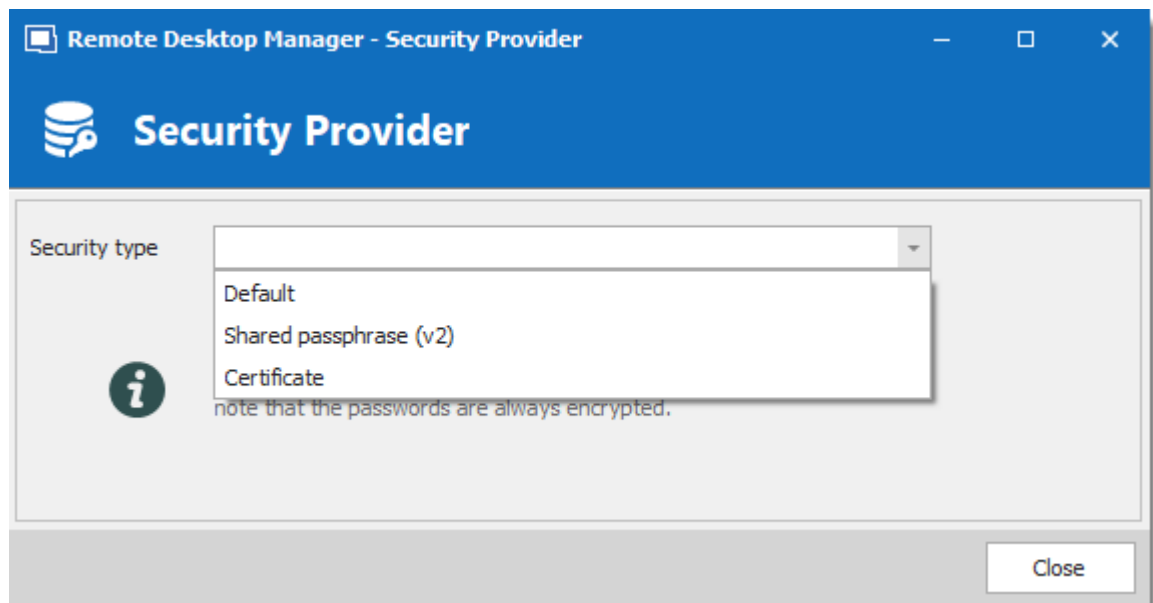 Remote Desktop Manager - Security Provider
Security Provider
Security type
Default
Shared passphrase (v2)
Certificate
note that the passwords are always encrypted.
Close